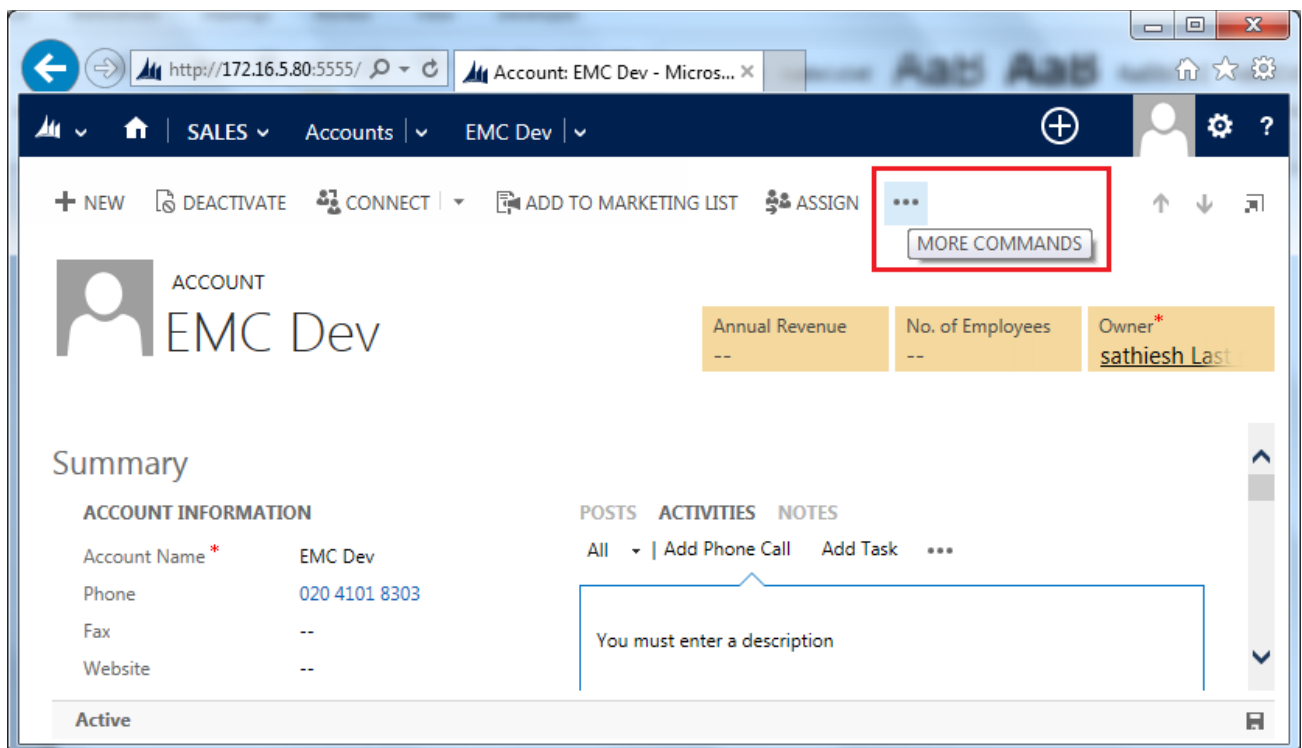 http://172.16.5.80:5555/
Account: EMC Dev - Micros... ×
SALES Accounts EMC Dev ?
+ NEW DEACTIVATE CONNECT ADD TO MARKETING LIST ASSIGN •••
MORE COMMANDS
ACCOUNT
EMC Dev
Annual Revenue
--
No. of Employees
--
Owner*
sathiesh Last
Summary
ACCOUNT INFORMATION
Account Name * EMC Dev
Phone 020 4101 8303
Fax --
Website --
POSTS ACTIVITIES NOTES
All | Add Phone Call Add Task •••
You must enter a description
Active